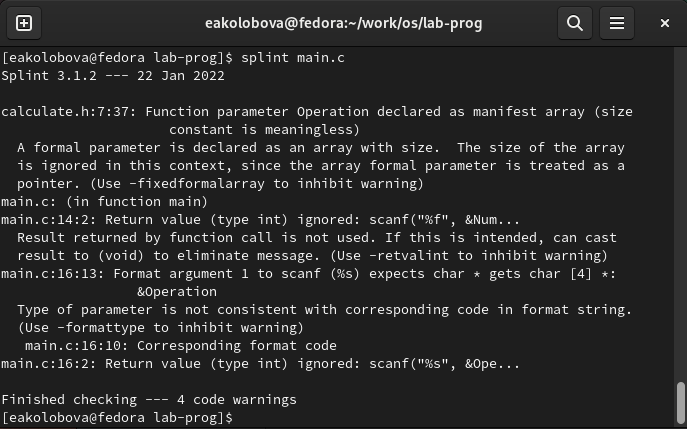 eakolobova@fedora:~/work/os/lab-prog
[eakolobova@fedora lab-prog]$ splint main.c
Splint 3.1.2 --- 22 Jan 2022
calculate.h:7:37: Function parameter Operation declared as manifest array (size
constant is meaningless)
A formal parameter is declared as an array with size.  The size of the array
is ignored in this context, since the array formal parameter is treated as a
pointer. (Use -fixedformalarray to inhibit warning)
main.c: (in function main)
main.c:14:2: Return value (type int) ignored: scanf("%f", &Num...
Result returned by function call is not used. If this is intended, can cast
result to (void) to eliminate message. (Use -retvalint to inhibit warning)
main.c:16:13: Format argument 1 to scanf (%s) expects char * gets char [4] *:
&Operation
Type of parameter is not consistent with corresponding code in format string.
(Use -formattype to inhibit warning)
main.c:16:10: Corresponding format code
main.c:16:2: Return value (type int) ignored: scanf("%s", &Ope...
Finished checking --- 4 code warnings
[eakolobova@fedora lab-prog]$